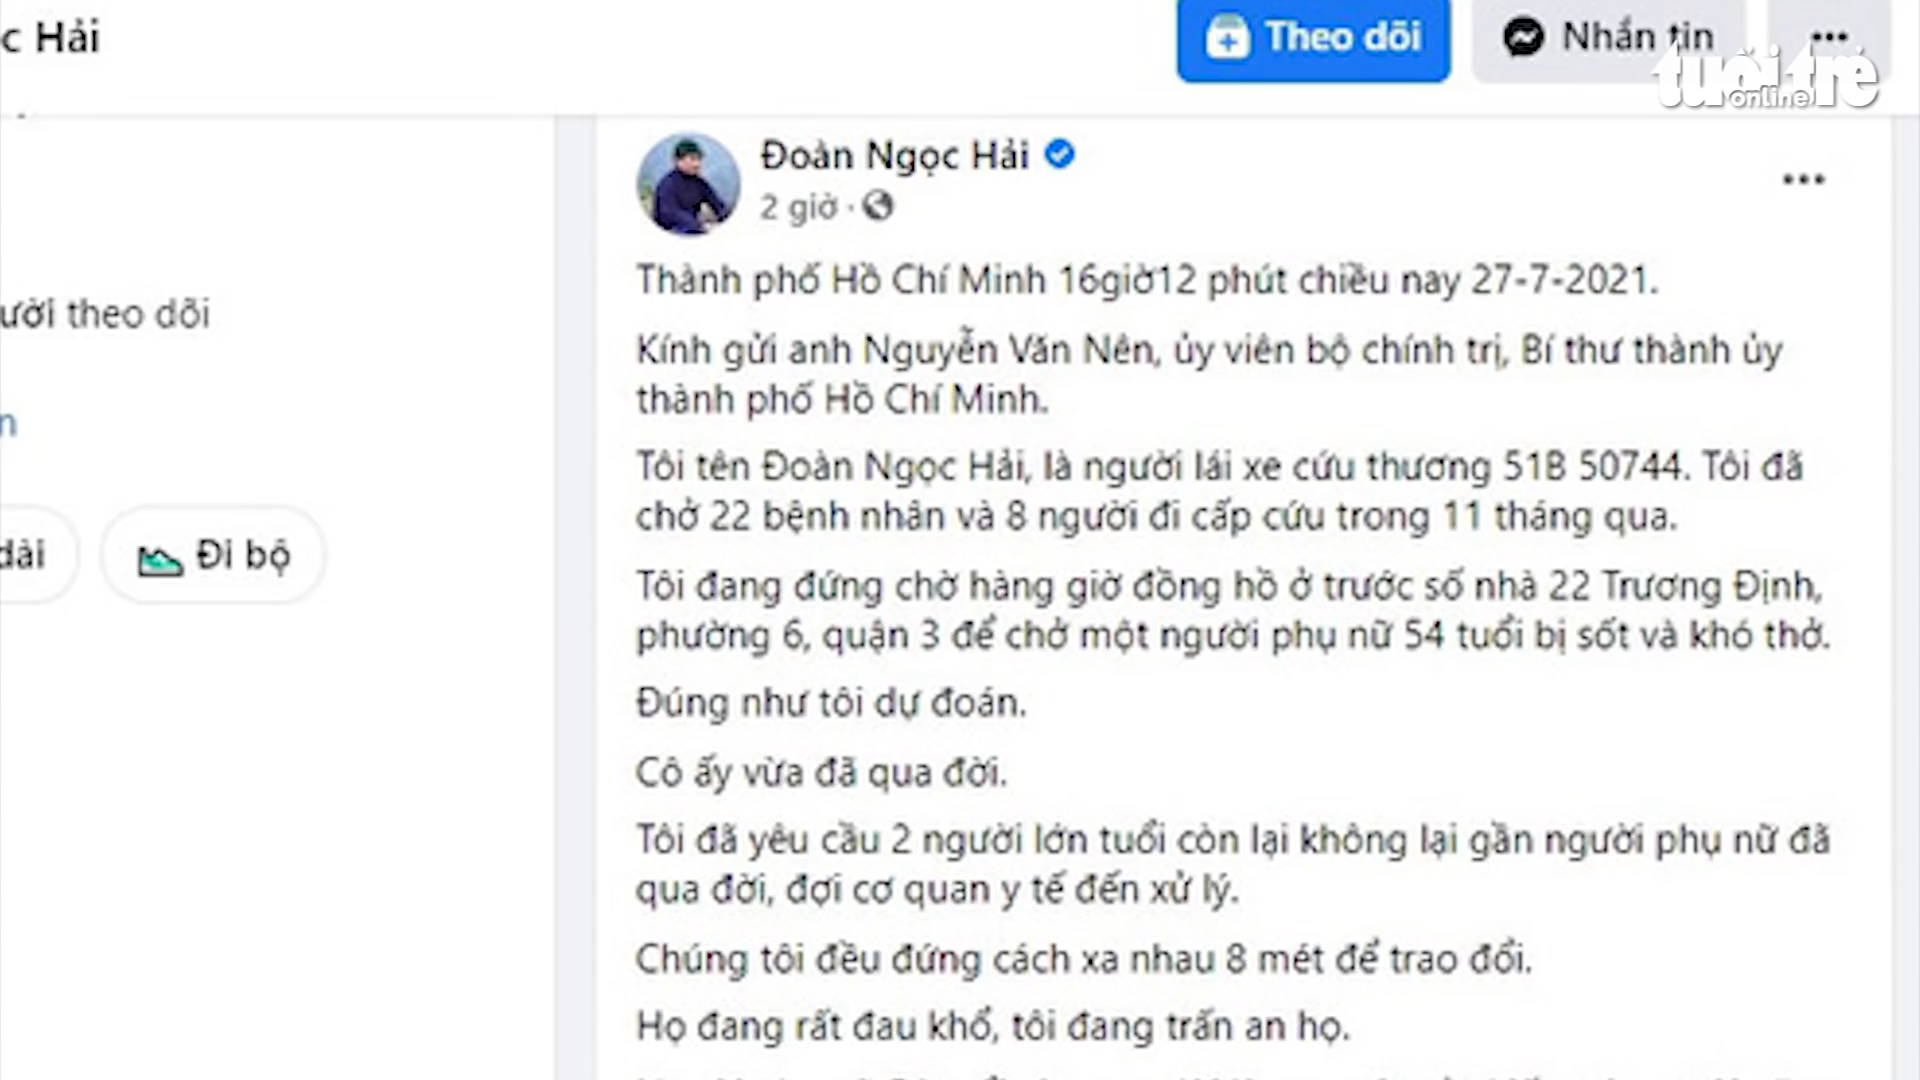 c Hải
Theo dõi
Nhắn tin
tuổi trẻ
online
Đoàn Ngọc Hải
2 giờ ·
ười theo dõi
n
dài
Đi bộ
Thành phố Hồ Chí Minh 16giờ12 phút chiều nay 27-7-2021.
Kính gửi anh Nguyễn Văn Nên, ủy viên bộ chính trị, Bí thư thành ủy
thành phố Hồ Chí Minh.
Tôi tên Đoàn Ngọc Hải, là người lái xe cứu thương 51B 50744. Tôi đã
chở 22 bệnh nhân và 8 người đi cấp cứu trong 11 tháng qua.
Tôi đang đứng chờ hàng giờ đồng hồ ở trước số nhà 22 Trương Định,
phường 6, quận 3 để chở một người phụ nữ 54 tuổi bị sốt và khó thở.
Đúng như tôi dự đoán.
Cô ấy vừa đã qua đời.
Tôi đã yêu cầu 2 người lớn tuổi còn lại không lại gần người phụ nữ đã
qua đời, đợi cơ quan y tế đến xử lý.
Chúng tôi đều đứng cách xa nhau 8 mét để trao đổi.
Họ đang rất đau khổ, tôi đang trấn an họ.